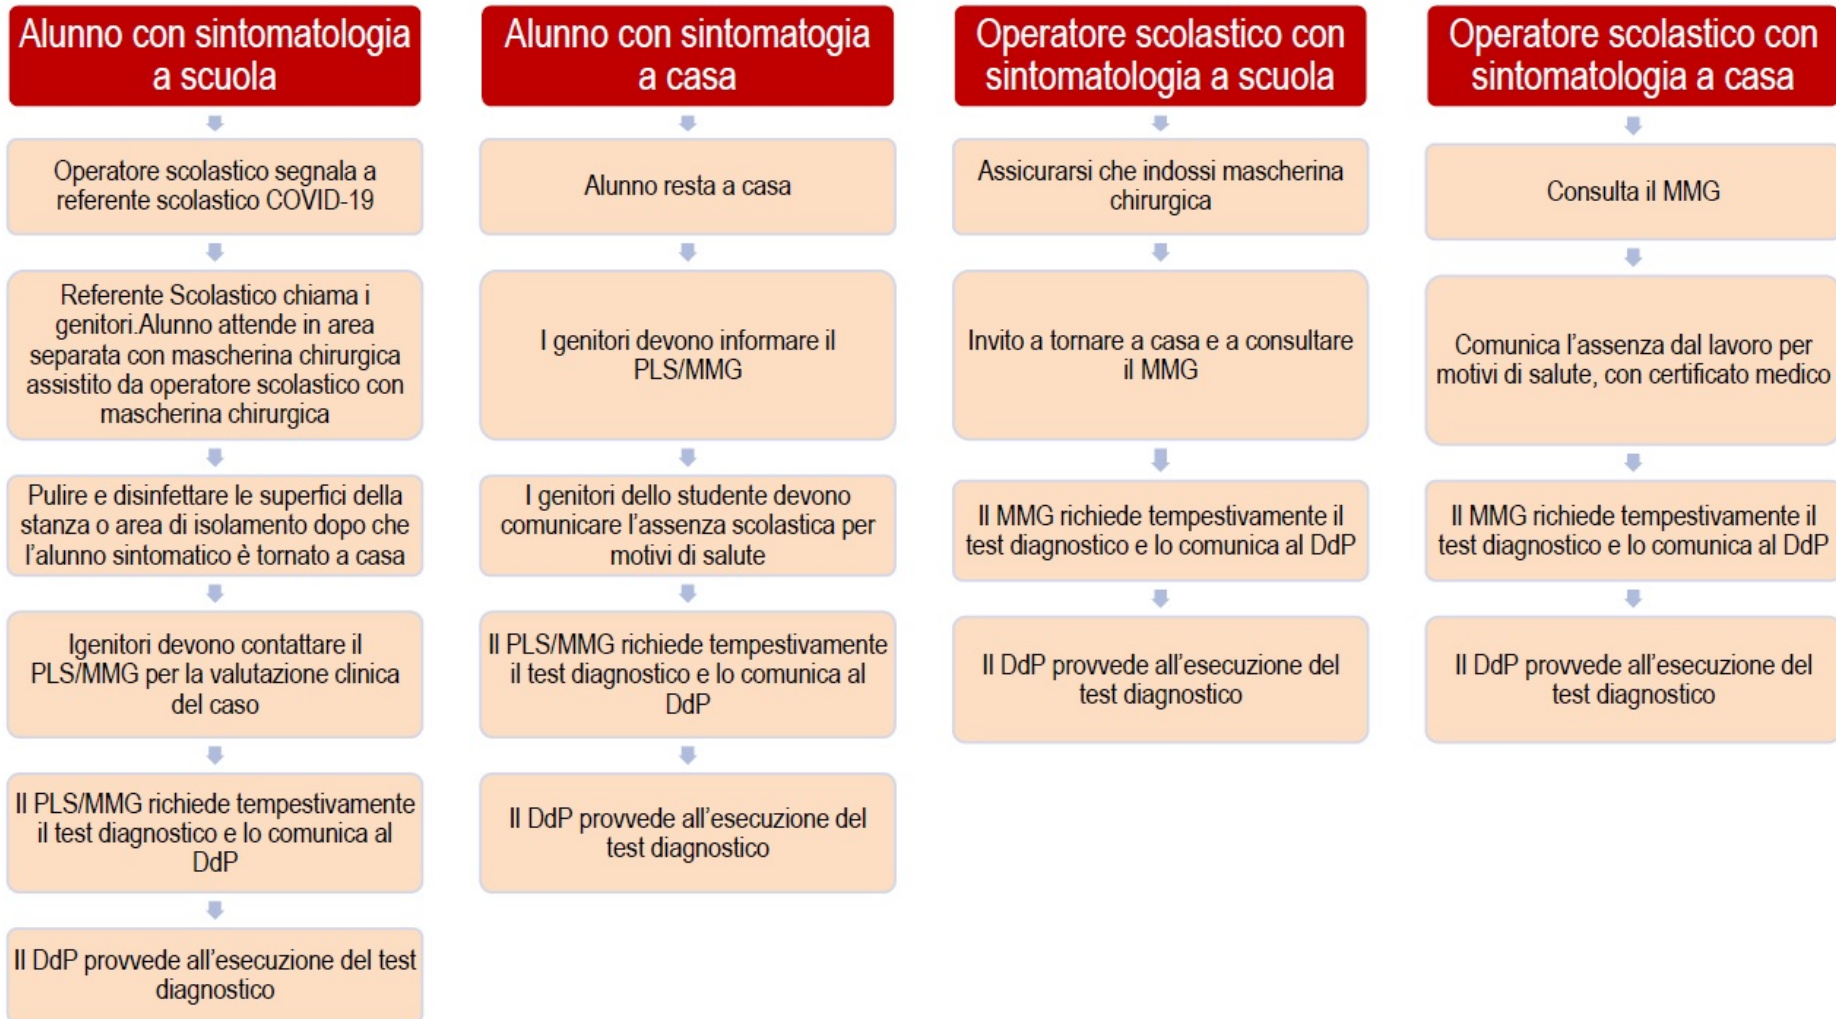 Alunno con sintomatologia
a scuola
Operatore scolastico segnala a
referente scolastico COVID-19
Referente Scolastico chiama i
genitori.Alunno attende in area
separata con mascherina chirurgica
assistito da operatore scolastico con
mascherina chirurgica
Pulire e disinfettare le superfici della
stanza o area di isolamento dopo che
l'alunno sintomatico è tornato a casa
Igenitori devono contattare il
PLS/MMG per la valutazione clinica
del caso
Il PLS/MMG richiede tempestivamente
il test diagnostico e lo comunica al
DdP
Il DdP provvede all'esecuzione del test
diagnostico
Alunno con sintomatogia
a casa
Alunno resta a casa
I genitori devono informare il
PLS/MMG
I genitori dello studente devono
comunicare l'assenza scolastica per
motivi di salute
Il PLS/MMG richiede tempestivamente
il test diagnostico e lo comunica al
DdP
Il DdP provvede all'esecuzione del
test diagnostico
Operatore scolastico con
sintomatologia a scuola
Assicurarsi che indossi mascherina
chirurgica
Invito a tornare a casa e a consultare
il MMG
Il MMG richiede tempestivamente il
test diagnostico e lo comunica al DdP
Il DdP provvede all'esecuzione del
test diagnostico
Operatore scolastico con
sintomatologia a casa
Consulta il MMG
Comunica l'assenza dal lavoro per
motivi di salute, con certificato medico
Il MMG richiede tempestivamente il
test diagnostico e lo comunica al DdP
Il DdP provvede all'esecuzione del
test diagnostico